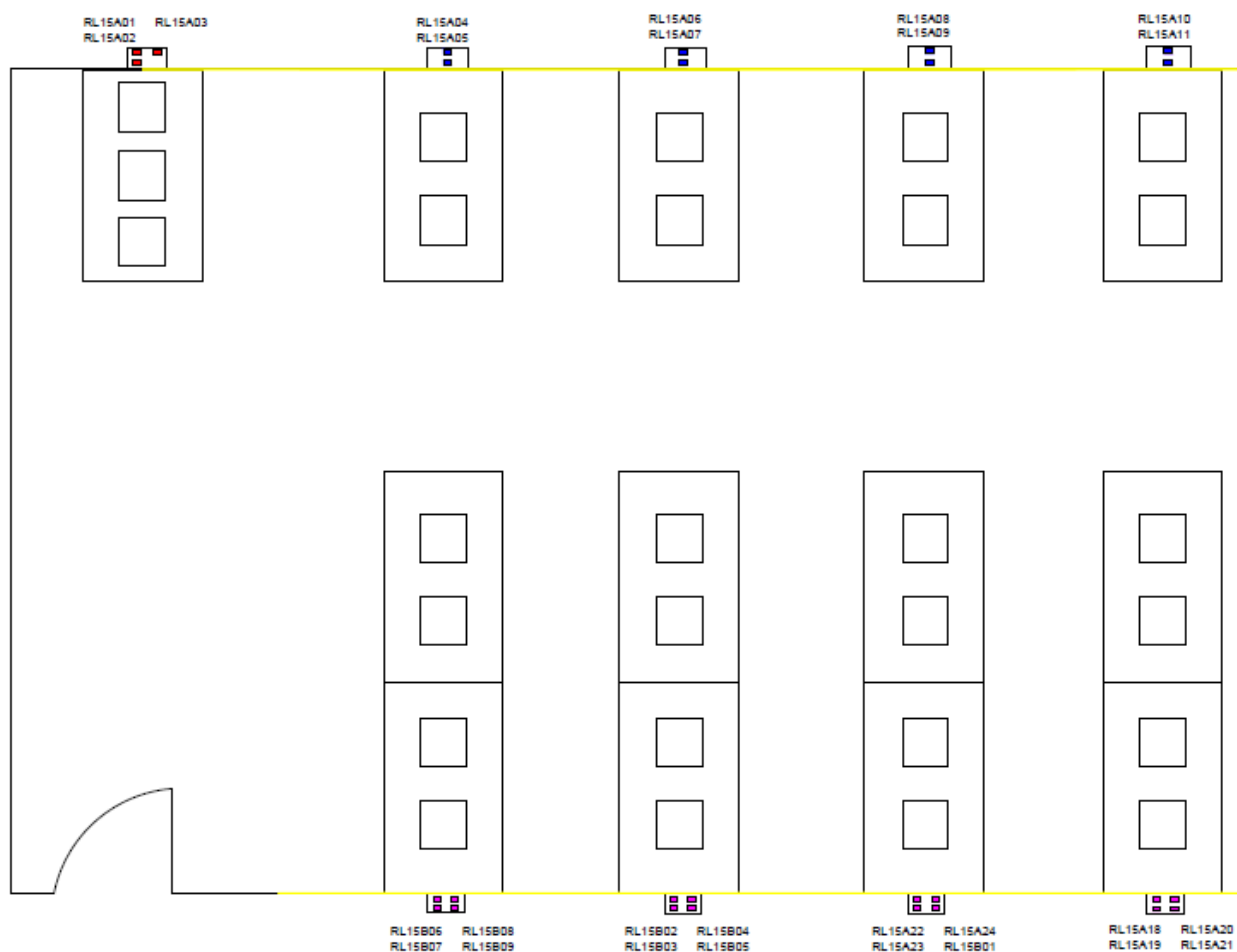 RL15A01 RL15A03
RL15A02
RL15A04
RL15A05
RL15A06
RL15A07
RL15A08
RL15A09
RL15A10
RL15A11
RL15B06 RL15B08
RL15B07 RL15B09
RL15B02 RL15B04
RL15B03 RL15B05
RL15A22 RL15A24
RL15A23 RL15B01
RL15A18 RL15A20
RL15A19 RL15A21